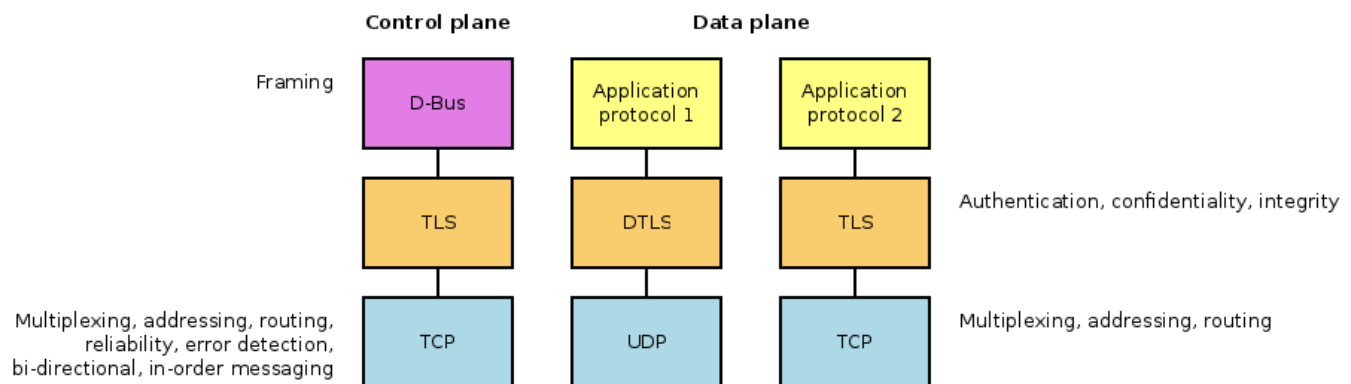 Control plane
Data plane
Framing
D-Bus
Application
protocol 1
Application
protocol 2
TLS
DTLS
TLS
Authentication, confidentiality, integrity
Multiplexing, addressing, routing,
reliability, error detection,
bi-directional, in-order messaging
TCP
UDP
TCP
Multiplexing, addressing, routing